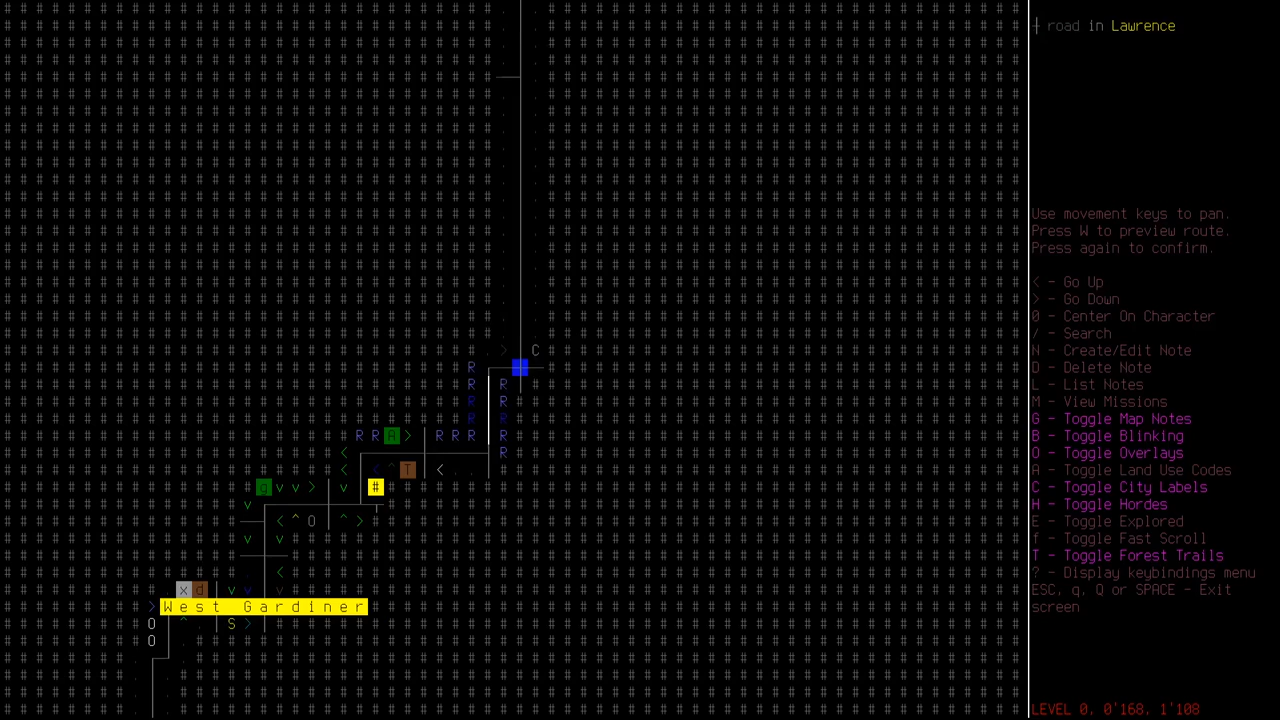 ┼ road in Lawrence
Use movement keys to pan.
Press W to preview route.
Press again to confirm.
< - Go Up
> - Go Down
0 - Center On Character
/ - Search
N - Create/Edit Note
D - Delete Note
L - List Notes
M - View Missions
G - Toggle Map Notes
B - Toggle Blinking
O - Toggle Overlays
A - Toggle Land Use Codes
C - Toggle City Labels
H - Toggle Hordes
E - Toggle Explored
f - Toggle Fast Scroll
T - Toggle Forest Trails
? - Display keybindings menu
ESC, q, Q or SPACE - Exit
screen
West Gardiner
LEVEL 0, 0'168, 1'108